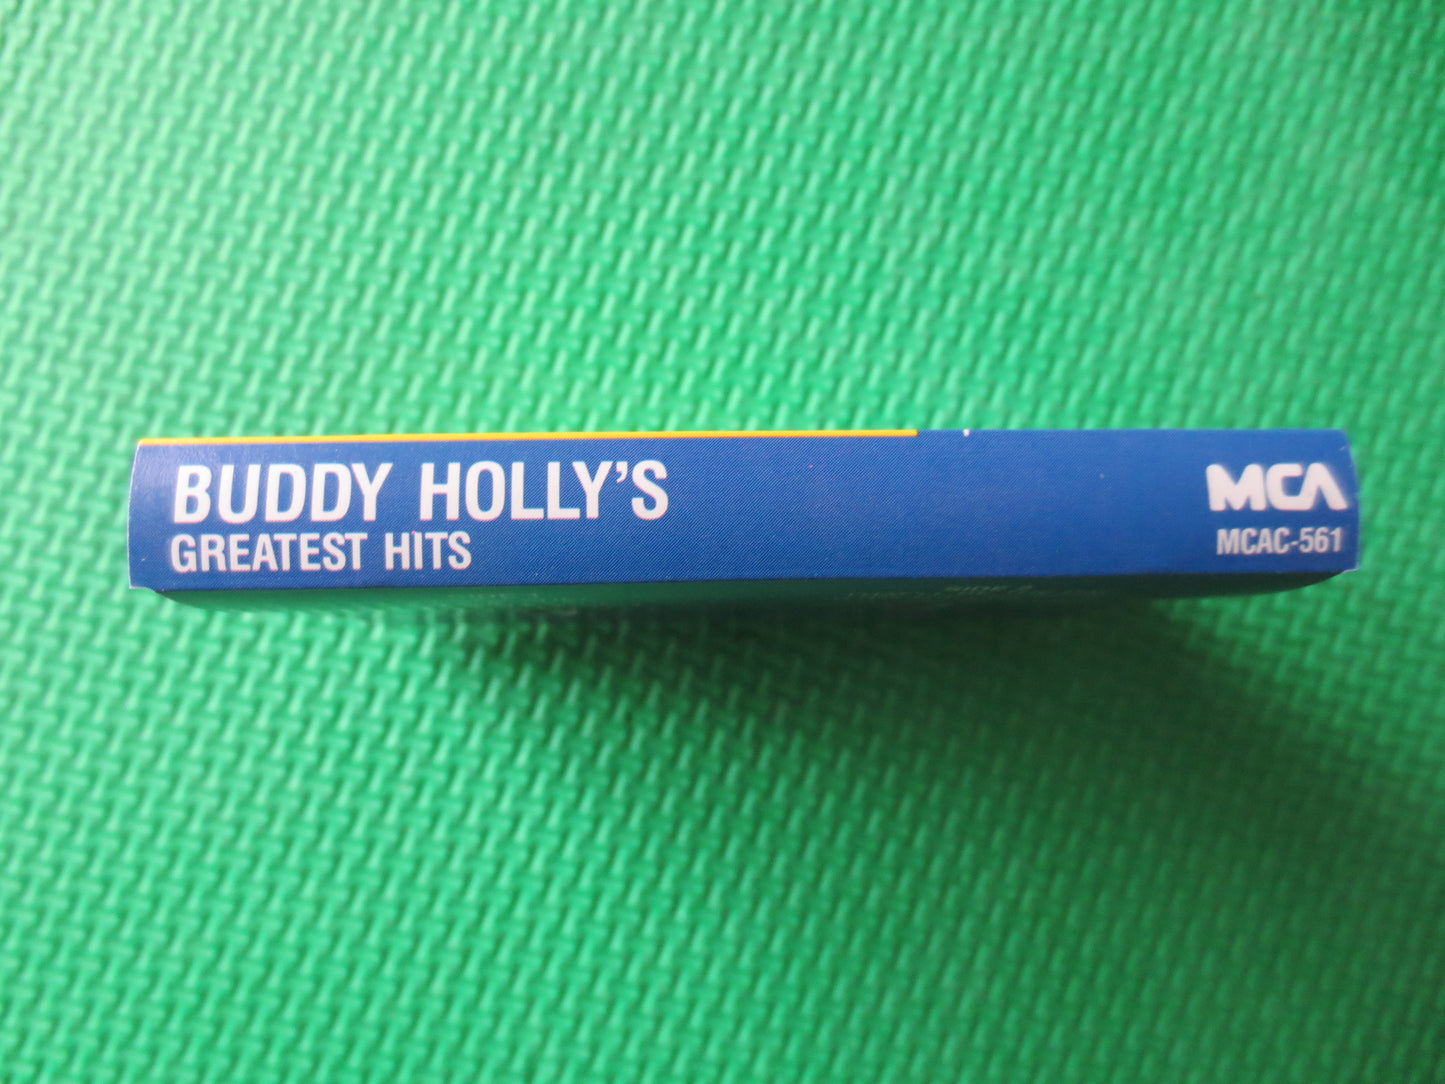 BUDDY HOLLY'S
GREATEST HITS
MCA
MCAC-561